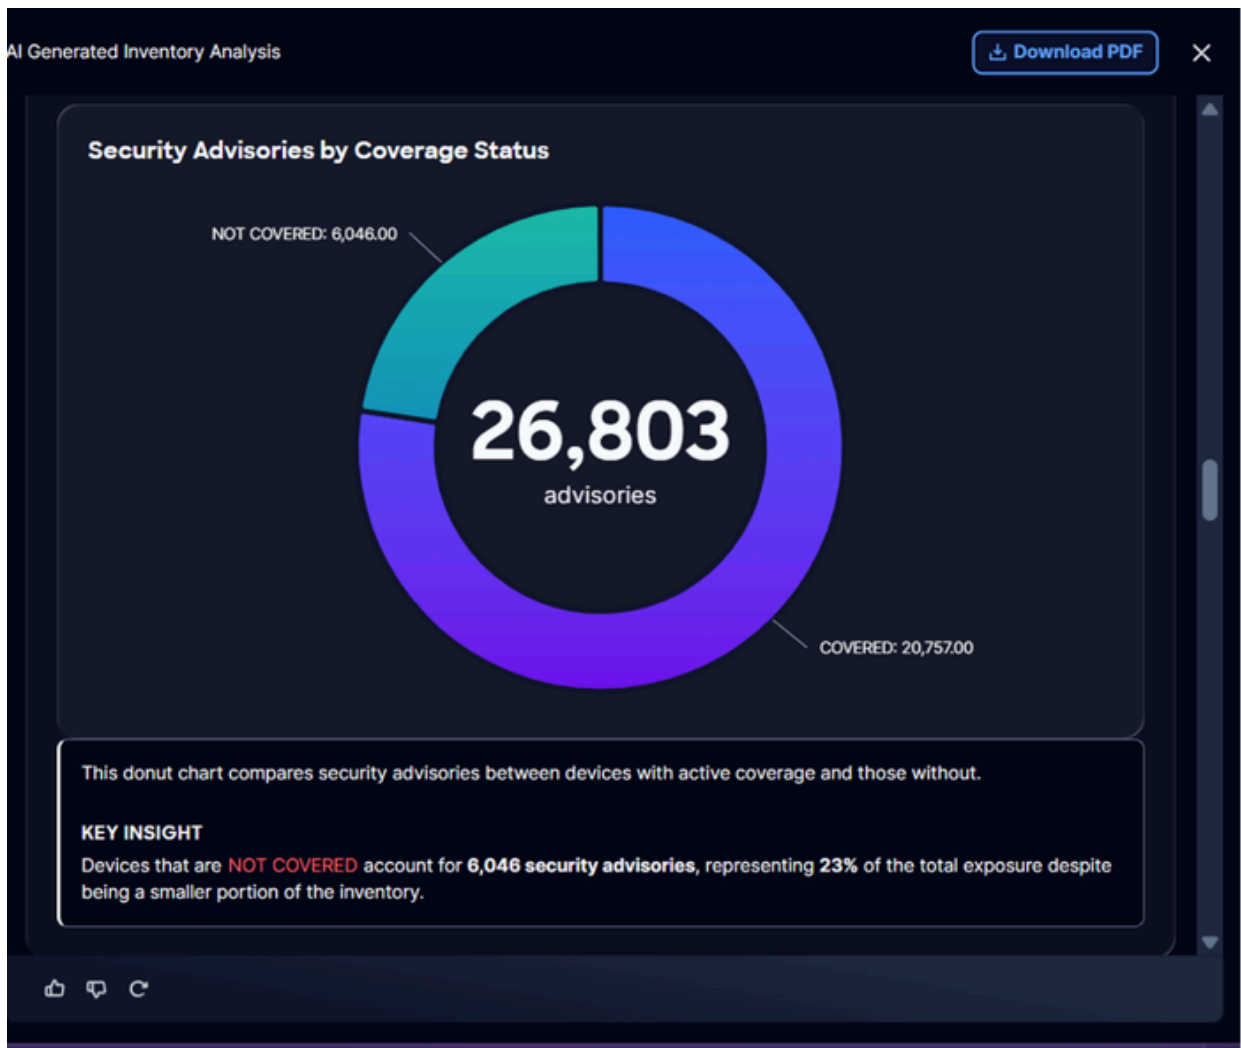 AI Generated Inventory Analysis
Download PDF
Security Advisories by Coverage Status
NOT COVERED: 6,046.00
26,803
advisories
COVERED: 20,757.00
This donut chart compares security advisories between devices with active coverage and those without.
KEY INSIGHT
Devices that are NOT COVERED account for 6,046 security advisories, representing 23% of the total exposure despite
being a smaller portion of the inventory.